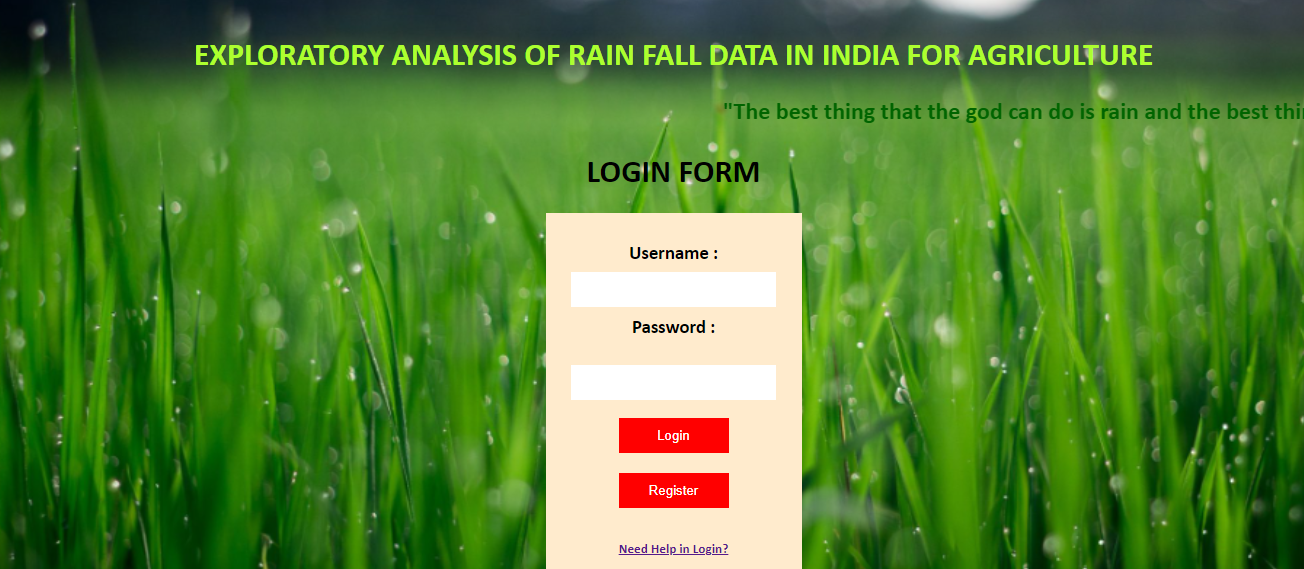 EXPLORATORY ANALYSIS OF RAIN FALL DATA IN INDIA FOR AGRICULTURE
"The best thing that the god can do is rain and the best
LOGIN FORM
Username :
Password :
Login
Register
Need Help in Login?